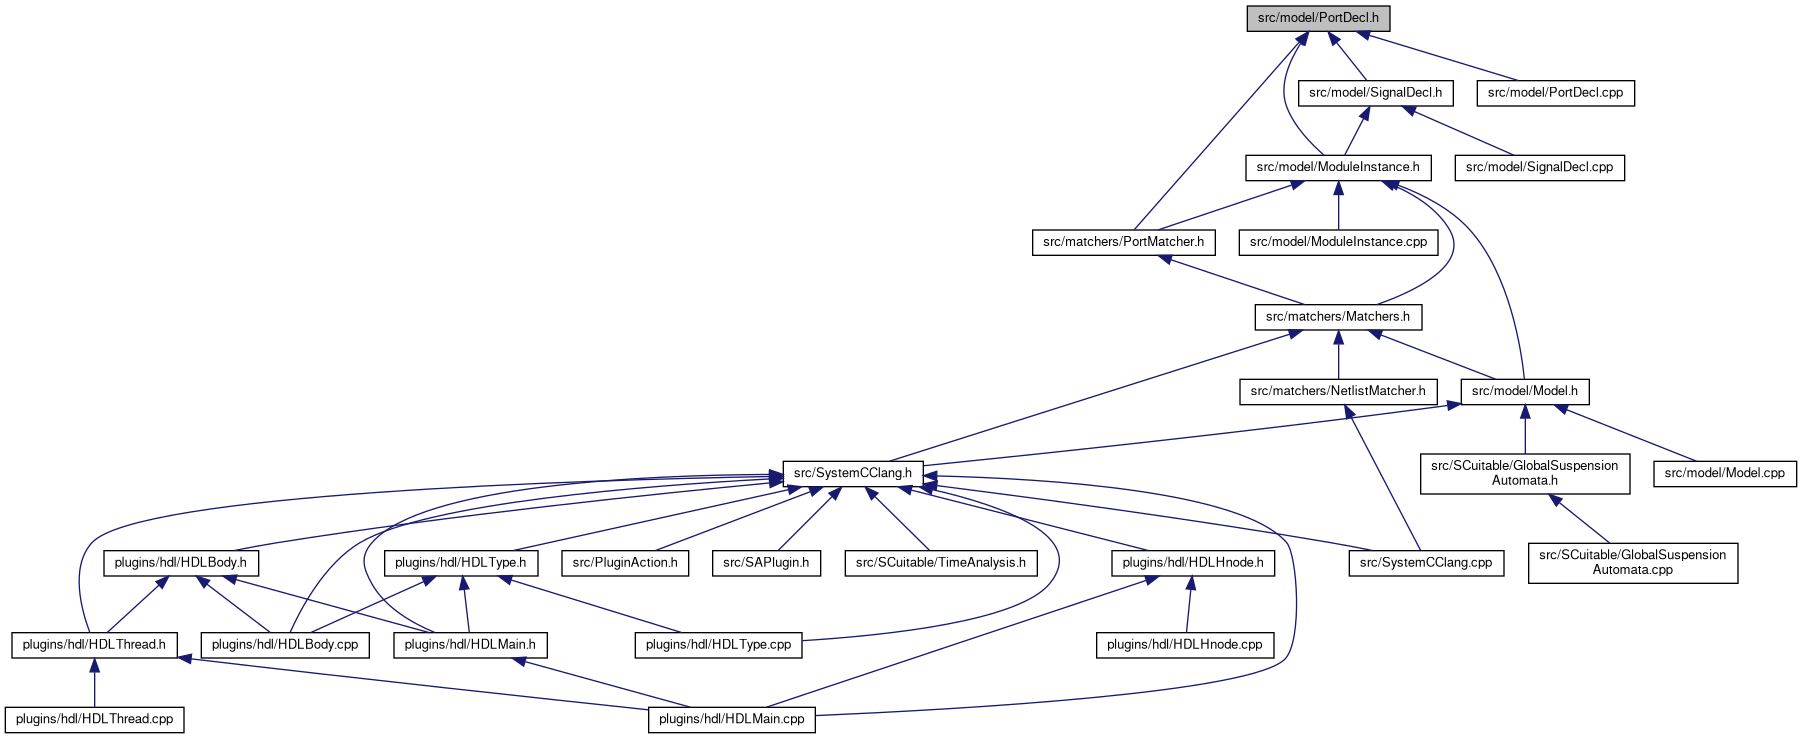 src/model/PortDecl.h
src/model/SignalDecl.h
src/model/PortDecl.cpp
src/model/ModuleInstance.h
src/model/SignalDecl.cpp
src/matchers/PortMatcher.h
src/model/ModuleInstance.cpp
src/matchers/Matchers.h
src/matchers/NetlistMatcher.h
src/model/Model.h
src/SystemCClang.h
src/SCuitable/GlobalSuspension
Automata.h
src/model/Model.cpp
plugins/hdl/HDLBody.h
plugins/hdl/HDLType.h
src/PluginAction.h
src/SAPlugin.h
src/SCuitable/TimeAnalysis.h
plugins/hdl/HDLHnode.h
src/SystemCClang.cpp
src/SCuitable/GlobalSuspension
Automata.cpp
plugins/hdl/HDLThread.h
plugins/hdl/HDLBody.cpp
plugins/hdl/HDLMain.h
plugins/hdl/HDLType.cpp
plugins/hdl/HDLHnode.cpp
plugins/hdl/HDLThread.cpp
plugins/hdl/HDLMain.cpp